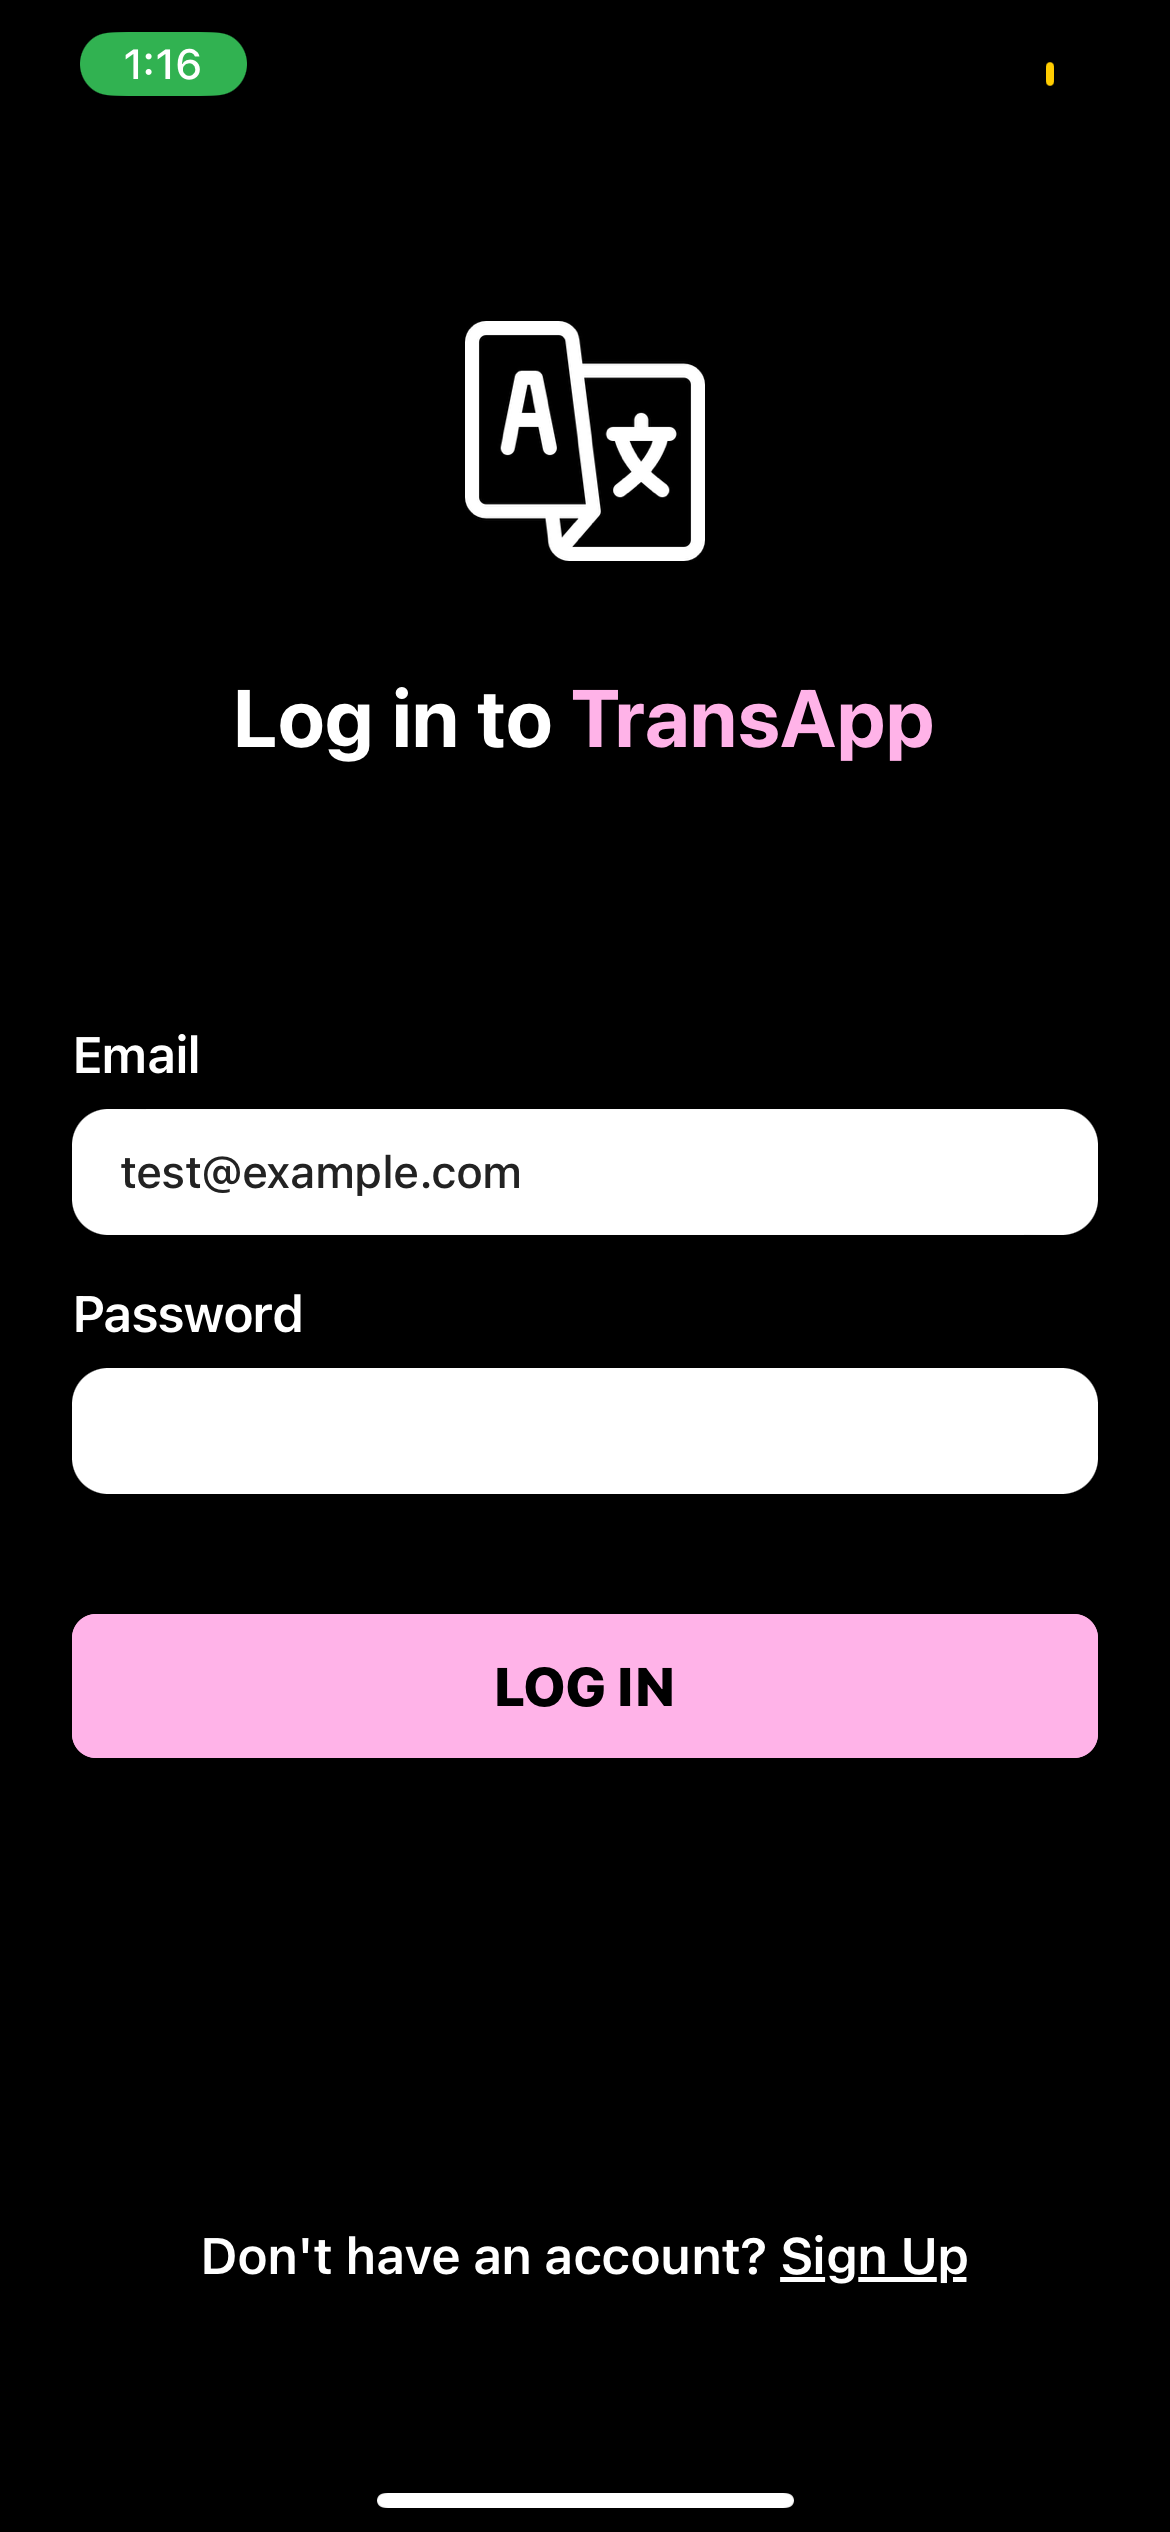 1:16
A 文
Log in to TransApp
Email
test@example.com
Password
LOG IN
Don't have an account? Sign Up